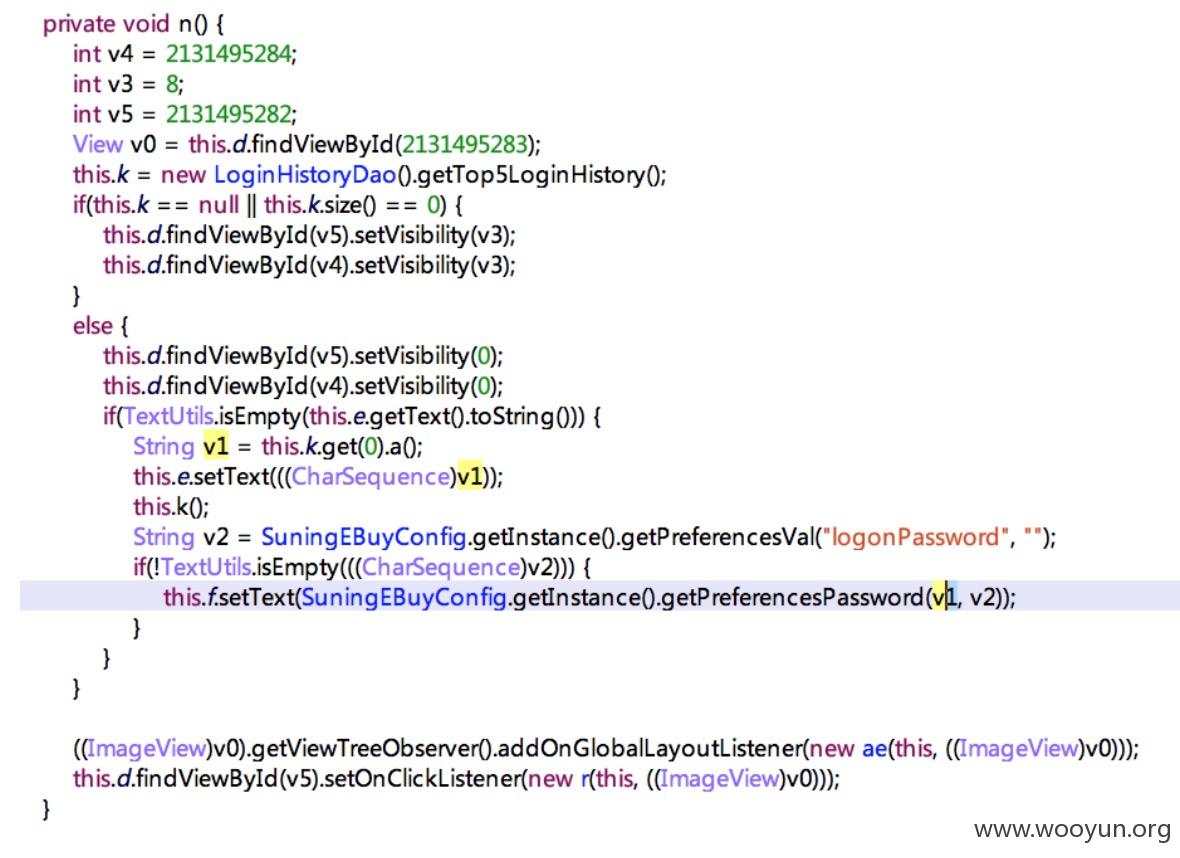 private void n() {
int v4 = 2131495284;
int v3 = 8;
int v5 = 2131495282;
View v0 = this.d.findViewById(2131495283);
this.k = new LoginHistoryDao().getTop5LoginHistory();
if(this.k == null || this.k.size() == 0) {
this.d.findViewById(v5).setVisibility(v3);
this.d.findViewById(v4).setVisibility(v3);
}
else {
this.d.findViewById(v5).setVisibility(0);
this.d.findViewById(v4).setVisibility(0);
if(TextUtils.isEmpty(this.e.getText().toString())) {
String v1 = this.k.get(0).a();
this.e.setText(((CharSequence)v1));
this.k();
String v2 = SuningEBuyConfig.getInstance().getPreferencesVal("logonPassword", "");
if(!TextUtils.isEmpty(((CharSequence)v2))) {
this.f.setText(SuningEBuyConfig.getInstance().getPreferencesPassword(v1, v2));
}
}
}
((ImageView)v0).getViewTreeObserver().addOnGlobalLayoutListener(new ae(this, ((ImageView)v0)));
this.d.findViewById(v5).setOnClickListener(new r(this, ((ImageView)v0)));
}
www.wooyun.org